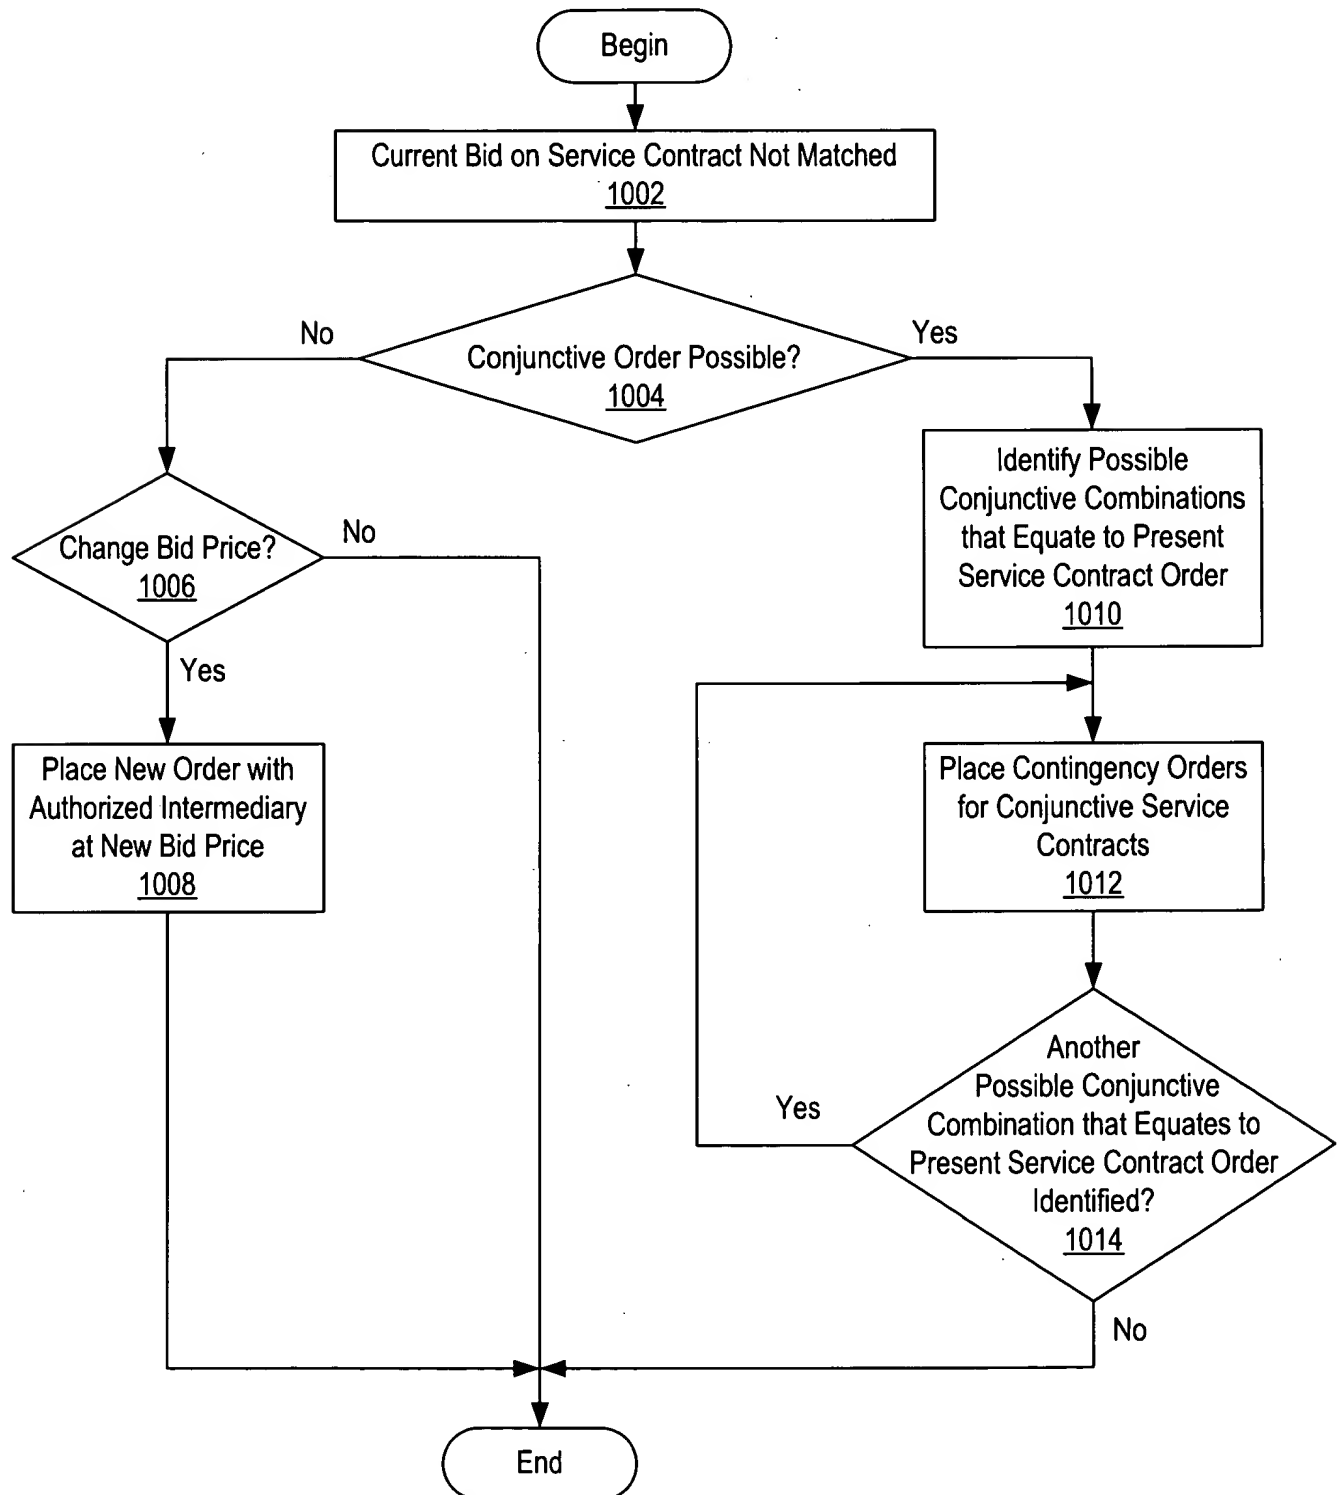 Begin
Current Bid on Service Contract Not Matched
1002
No
Yes
Conjunctive Order Possible?
1004
Identify Possible
Conjunctive Combinations
that Equate to Present
Service Contract Order
1010
No
Change Bid Price?
1006
Yes
Place New Order with
Authorized Intermediary
at New Bid Price
1008
Place Contingency Orders
for Conjunctive Service
Contracts
1012
Another
Possible Conjunctive
Combination that Equates to
Present Service Contract Order
Identified?
1014
Yes
No
End